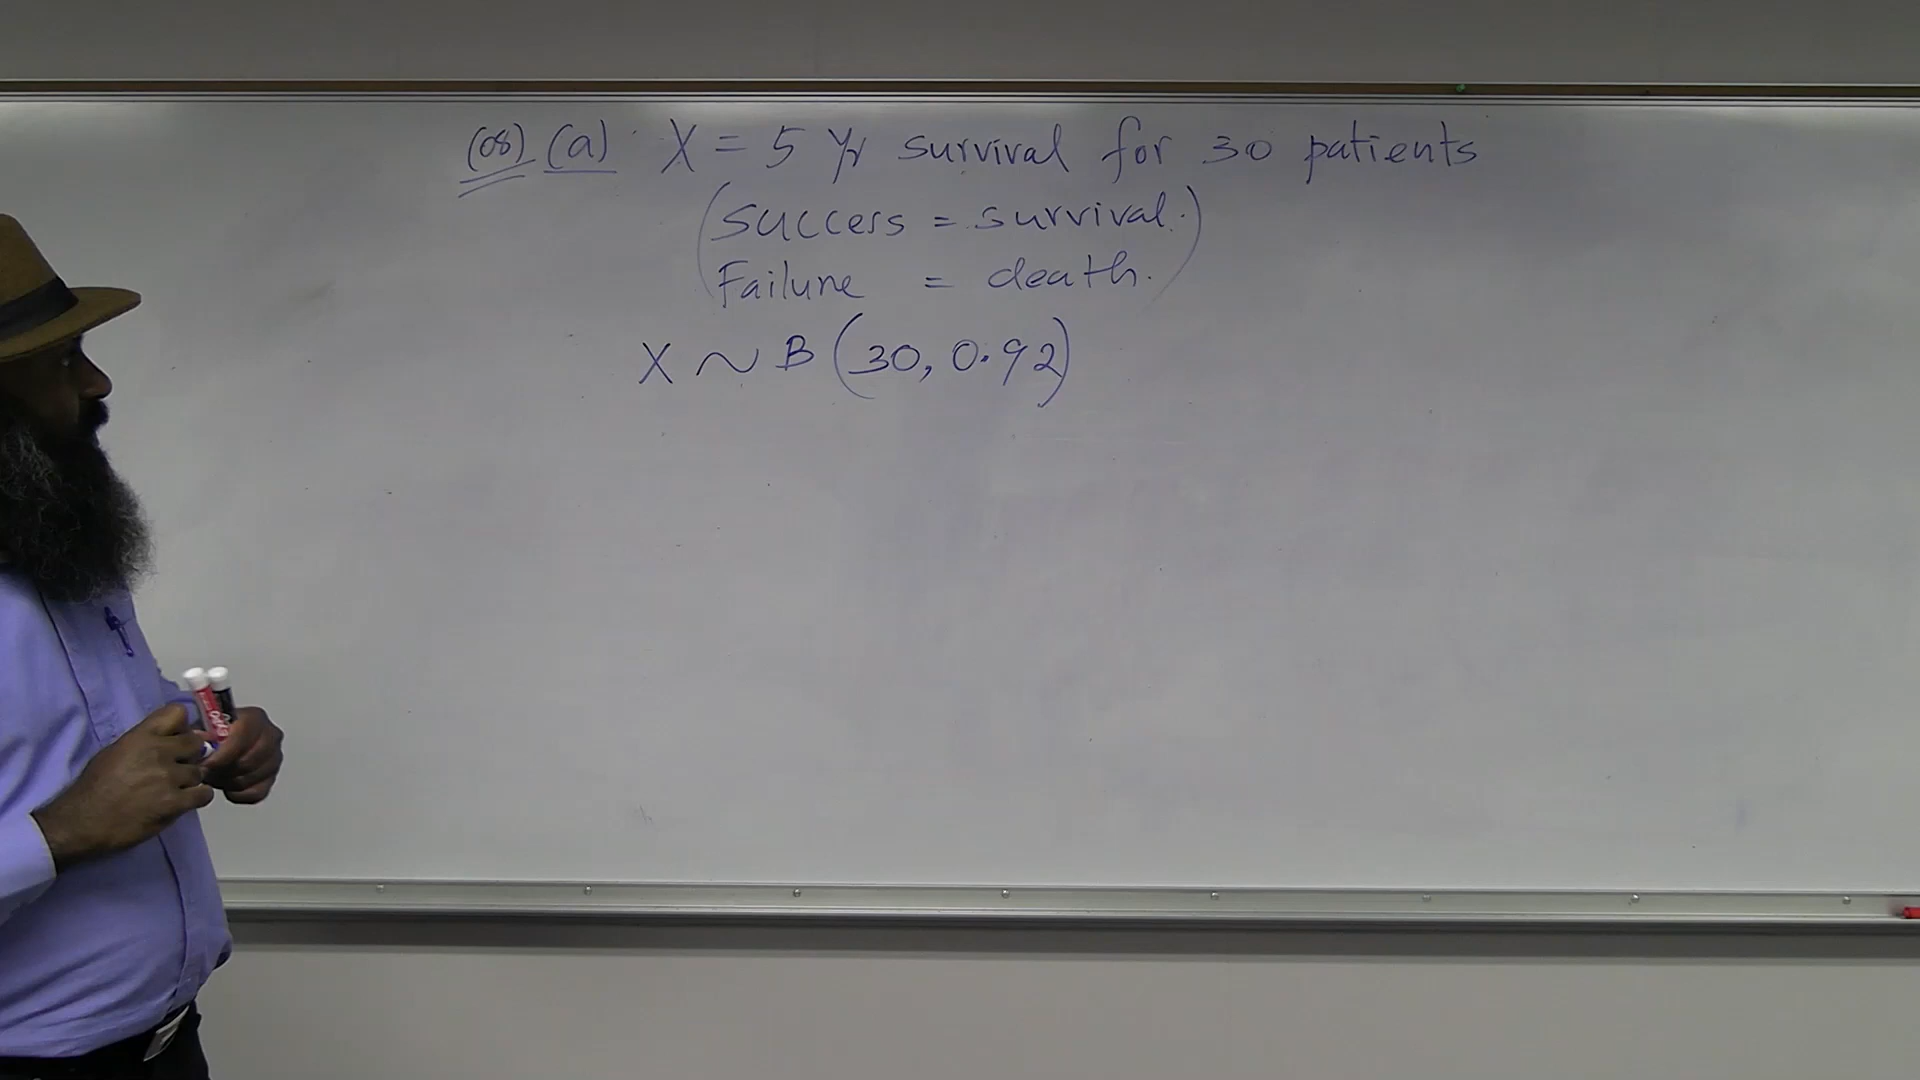 (08) (a) X = 5 Yr survival for 30 patients
(Success = survival.)
Failure = death.
X ~ B (30, 0.92)